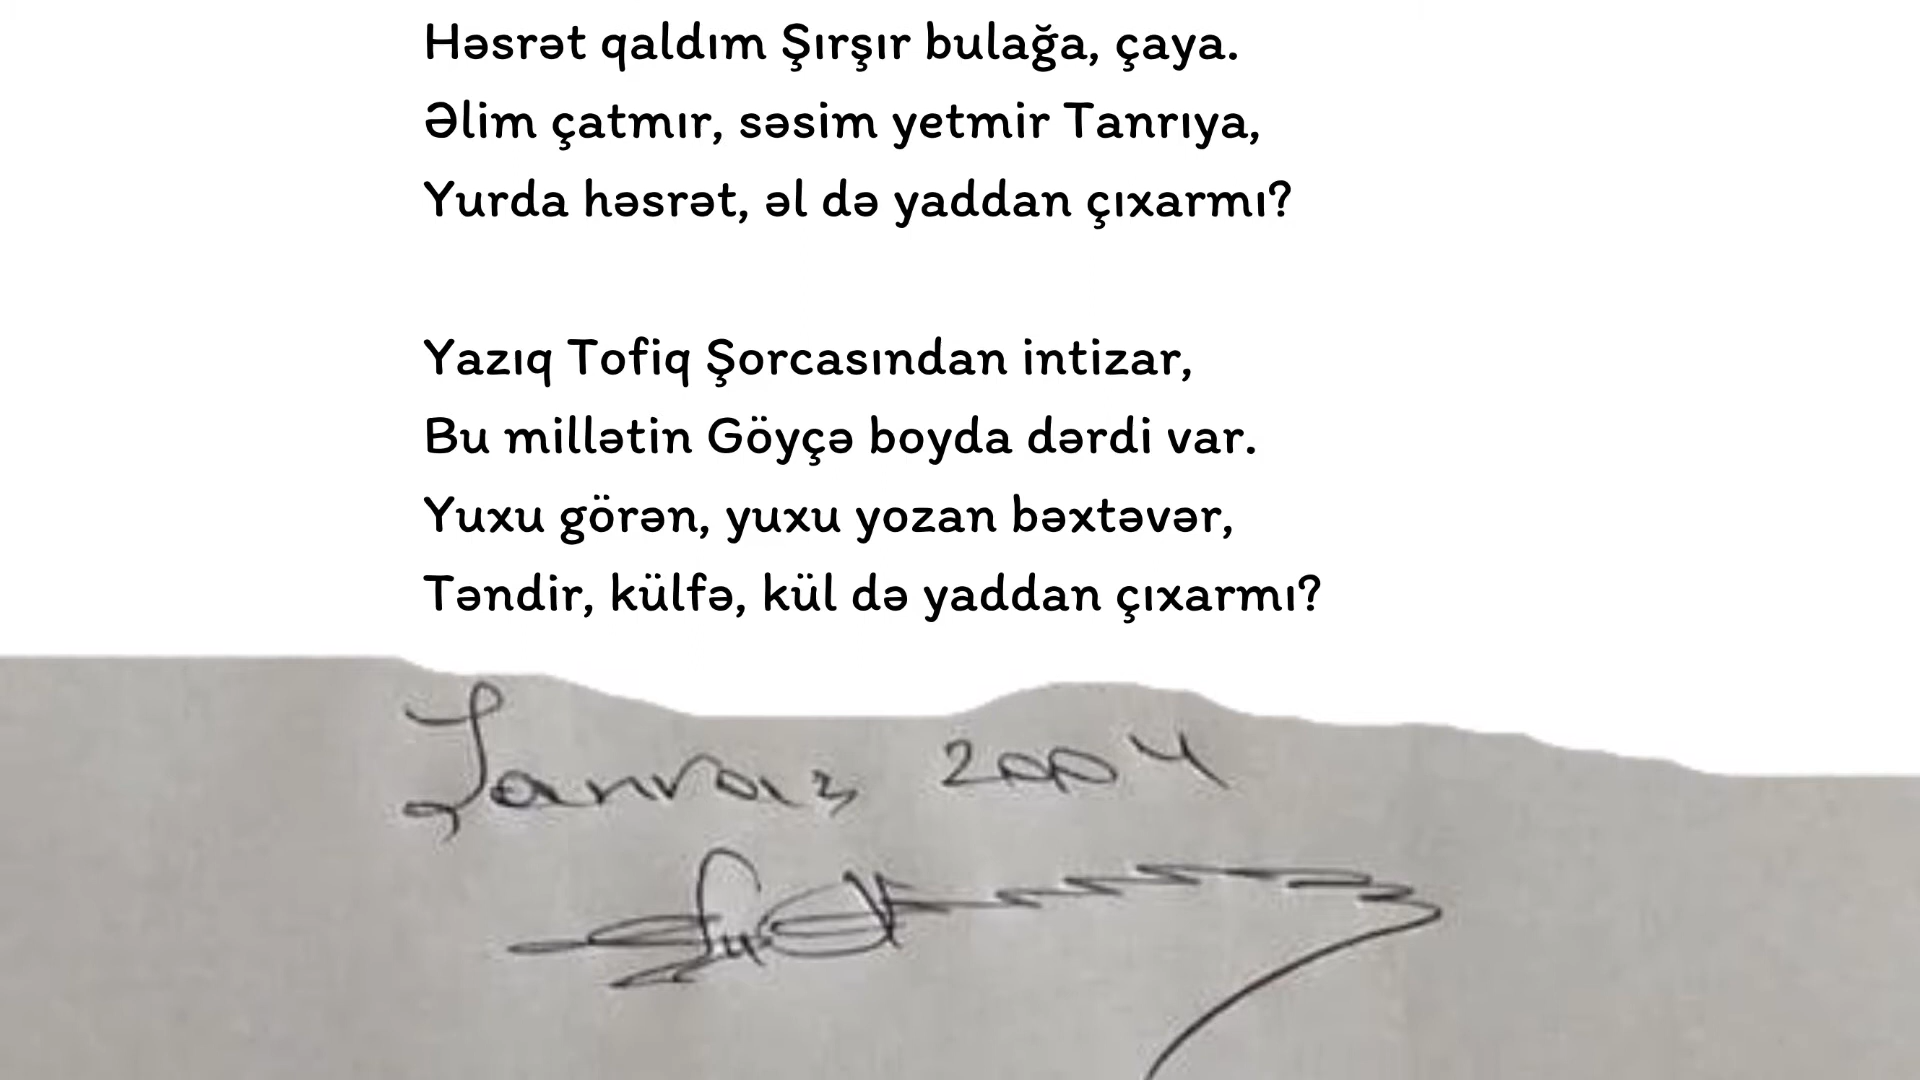 Həsrət qaldım Şırşır bulağa, çaya.
Əlim çatmır, səsim yetmir Tanrıya,
Yurda həsrət, əl də yaddan çıxarmı?
Yazıq Tofiq Şorcasından intizar,
Bu millətin Göyçə boyda dərdi var.
Yuxu görən, yuxu yozan bəxtəvər,
Təndir, külfə, kül də yaddan çıxarmı?
2004